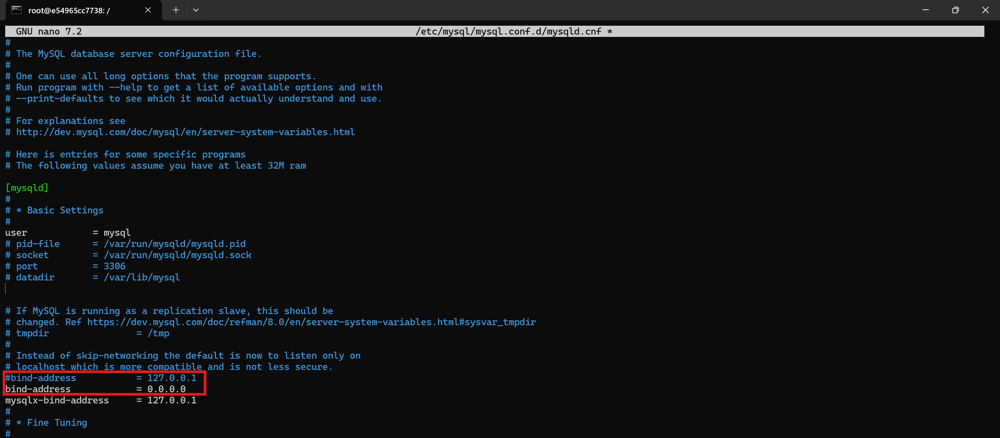 root@e54965cc7738: /
GNU nano 7.2 /etc/mysql/mysql.conf.d/mysqld.cnf *
#
# The MySQL database server configuration file.
#
# One can use all long options that the program supports.
# Run program with --help to get a list of available options and with
# --print-defaults to see which it would actually understand and use.
#
# For explanations see
# http://dev.mysql.com/doc/mysql/en/server-system-variables.html
# Here is entries for some specific programs
# The following values assume you have at least 32M ram
[mysqld]
#
# * Basic Settings
#
user = mysql
# pid-file = /var/run/mysqld/mysqld.pid
# socket = /var/run/mysqld/mysqld.sock
# port = 3306
# datadir = /var/lib/mysql
# If MySQL is running as a replication slave, this should be
# changed. Ref https://dev.mysql.com/doc/refman/8.0/en/server-system-variables.html#sysvar_tmpdir
# tmpdir = /tmp
#
# Instead of skip-networking the default is now to listen only on
# localhost which is more compatible and is not less secure.
#bind-address = 127.0.0.1
bind-address = 0.0.0.0
mysqlx-bind-address = 127.0.0.1
#
# * Fine Tuning
#